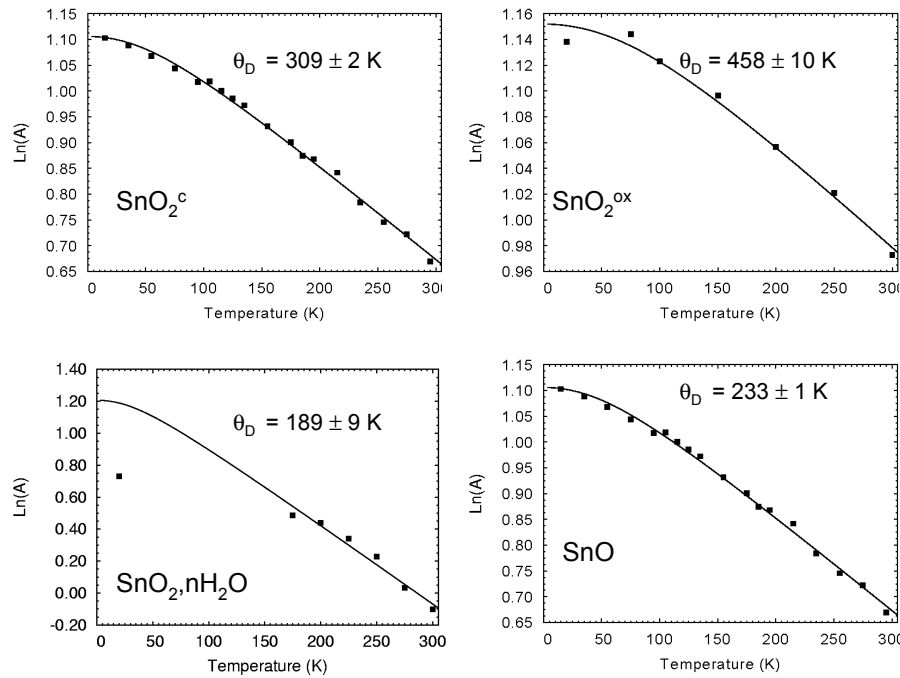 1.15
1.10
1.05
1.00
0.95
0.90
0.85
0.80
0.75
0.70
0.65
Ln(A)
θD = 309 ± 2 K
SnO2c
0 50 100 150 200 250 300
Temperature (K)
1.16
1.14
1.12
1.10
1.08
1.06
1.04
1.02
1.00
0.98
0.96
Ln(A)
θD = 458 ± 10 K
SnO2ox
0 50 100 150 200 250 300
Temperature (K)
1.40
1.20
1.00
0.80
0.60
0.40
0.20
0.00
-0.20
Ln(A)
θD = 189 ± 9 K
SnO2,nH2O
0 50 100 150 200 250 300
Temperature (K)
1.15
1.10
1.05
1.00
0.95
0.90
0.85
0.80
0.75
0.70
0.65
Ln(A)
θD = 233 ± 1 K
SnO
0 50 100 150 200 250 300
Temperature (K)